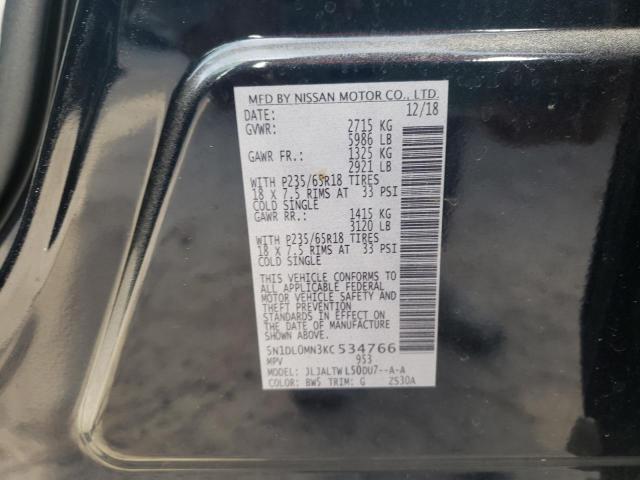 MFD BY NISSAN MOTOR CO., LTD.
DATE: 12/18
GVWR: 2715 KG
5986 LB
GAWR FR.: 1325 KG
2921 LB
WITH P235/65R18 TIRES
18 X 7.5 RIMS AT 33 PSI
COLD SINGLE
GAWR RR.: 1415 KG
3120 LB
WITH P235/65R18 TIRES
18 X 7.5 RIMS AT 33 PSI
COLD SINGLE
THIS VEHICLE CONFORMS TO
ALL APPLICABLE FEDERAL
MOTOR VEHICLE SAFETY AND
THEFT PREVENTION
STANDARDS IN EFFECT ON
THE DATE OF MANUFACTURE
SHOWN ABOVE.
5N1DL0MN3KC534766
MPV 953
MODEL: JLJALTWL50DU7--A-A
COLOR: BW5 TRIM: G 2S30A